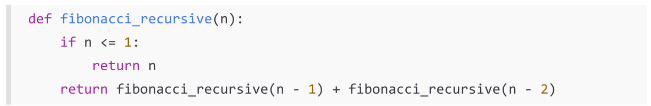 def fibonacci_recursive(n):
    if n <= 1:
        return n
    return fibonacci_recursive(n - 1) + fibonacci_recursive(n - 2)